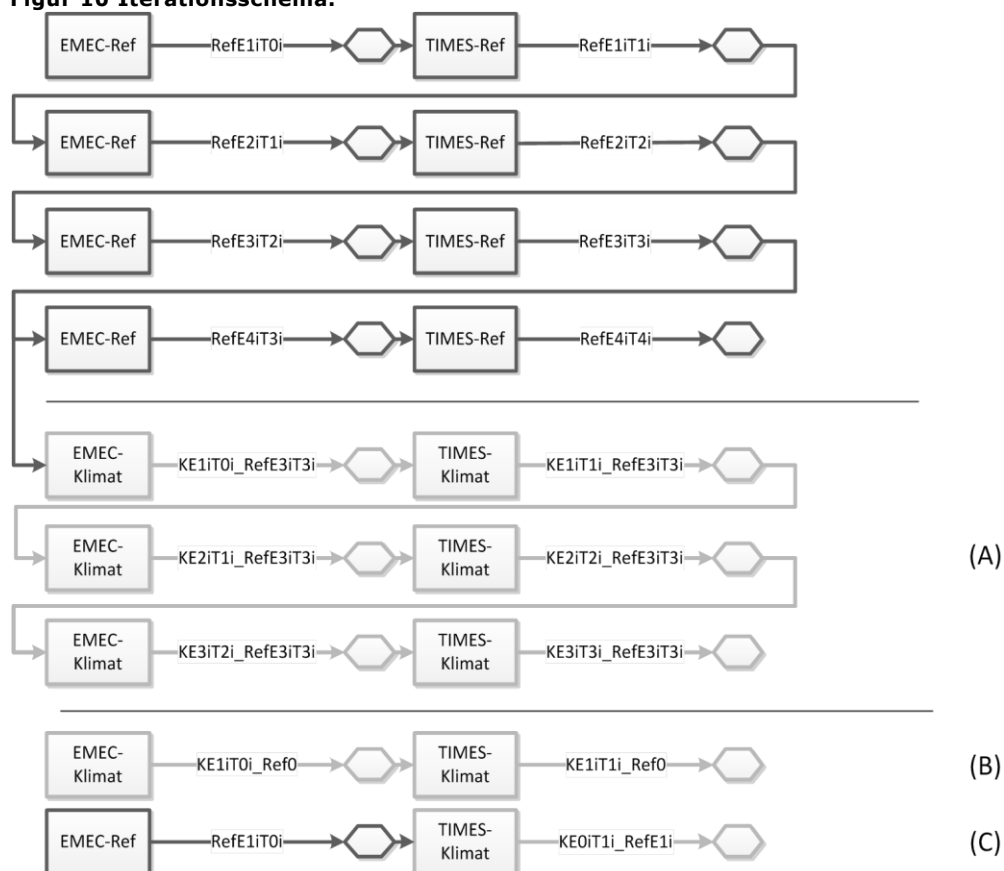 Figur 10 Iterationsschema.
EMEC-Ref RefE1iT0i TIMES-Ref RefE1iT1i
EMEC-Ref RefE2iT1i TIMES-Ref RefE2iT2i
EMEC-Ref RefE3iT2i TIMES-Ref RefE3iT3i
EMEC-Ref RefE4iT3i TIMES-Ref RefE4iT4i
EMEC-Klimat KE1iT0i_RefE3iT3i TIMES-Klimat KE1iT1i_RefE3iT3i
EMEC-Klimat KE2iT1i_RefE3iT3i TIMES-Klimat KE2iT2i_RefE3iT3i (A)
EMEC-Klimat KE3iT2i_RefE3iT3i TIMES-Klimat KE3iT3i_RefE3iT3i
EMEC-Klimat KE1iT0i_Ref0 TIMES-Klimat KE1iT1i_Ref0 (B)
EMEC-Ref RefE1iT0i TIMES-Klimat KE0iT1i_RefE1i (C)